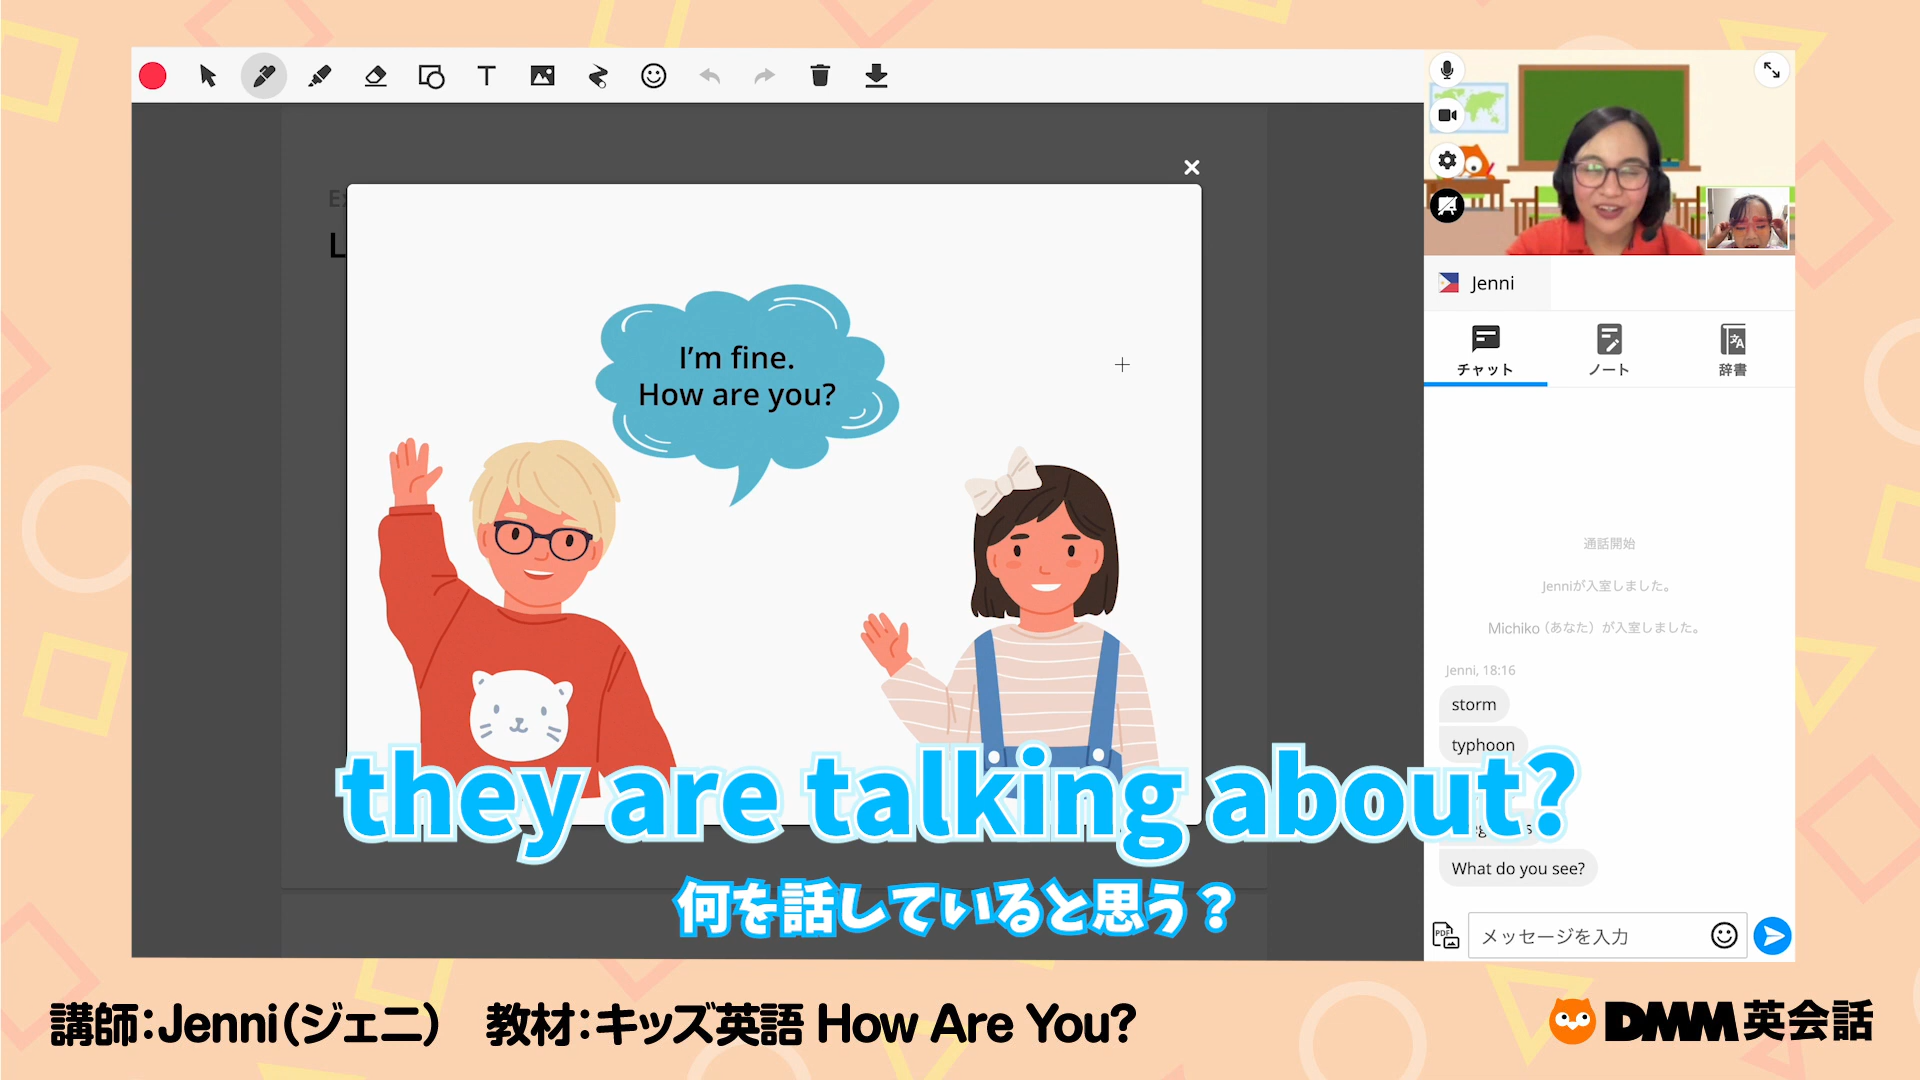 I'm fine.
How are you?
they are talking about?
何を話していると思う？
Jenni
チャット
ノート
辞書
通話開始
Jenniが入室しました。
Michiko（あなた）が入室しました。
Jenni, 18:16
storm
typhoon
What do you see?
PDF
メッセージを入力
講師：Jenni（ジェニ）　教材：キッズ英語 How Are You?
DMM英会話